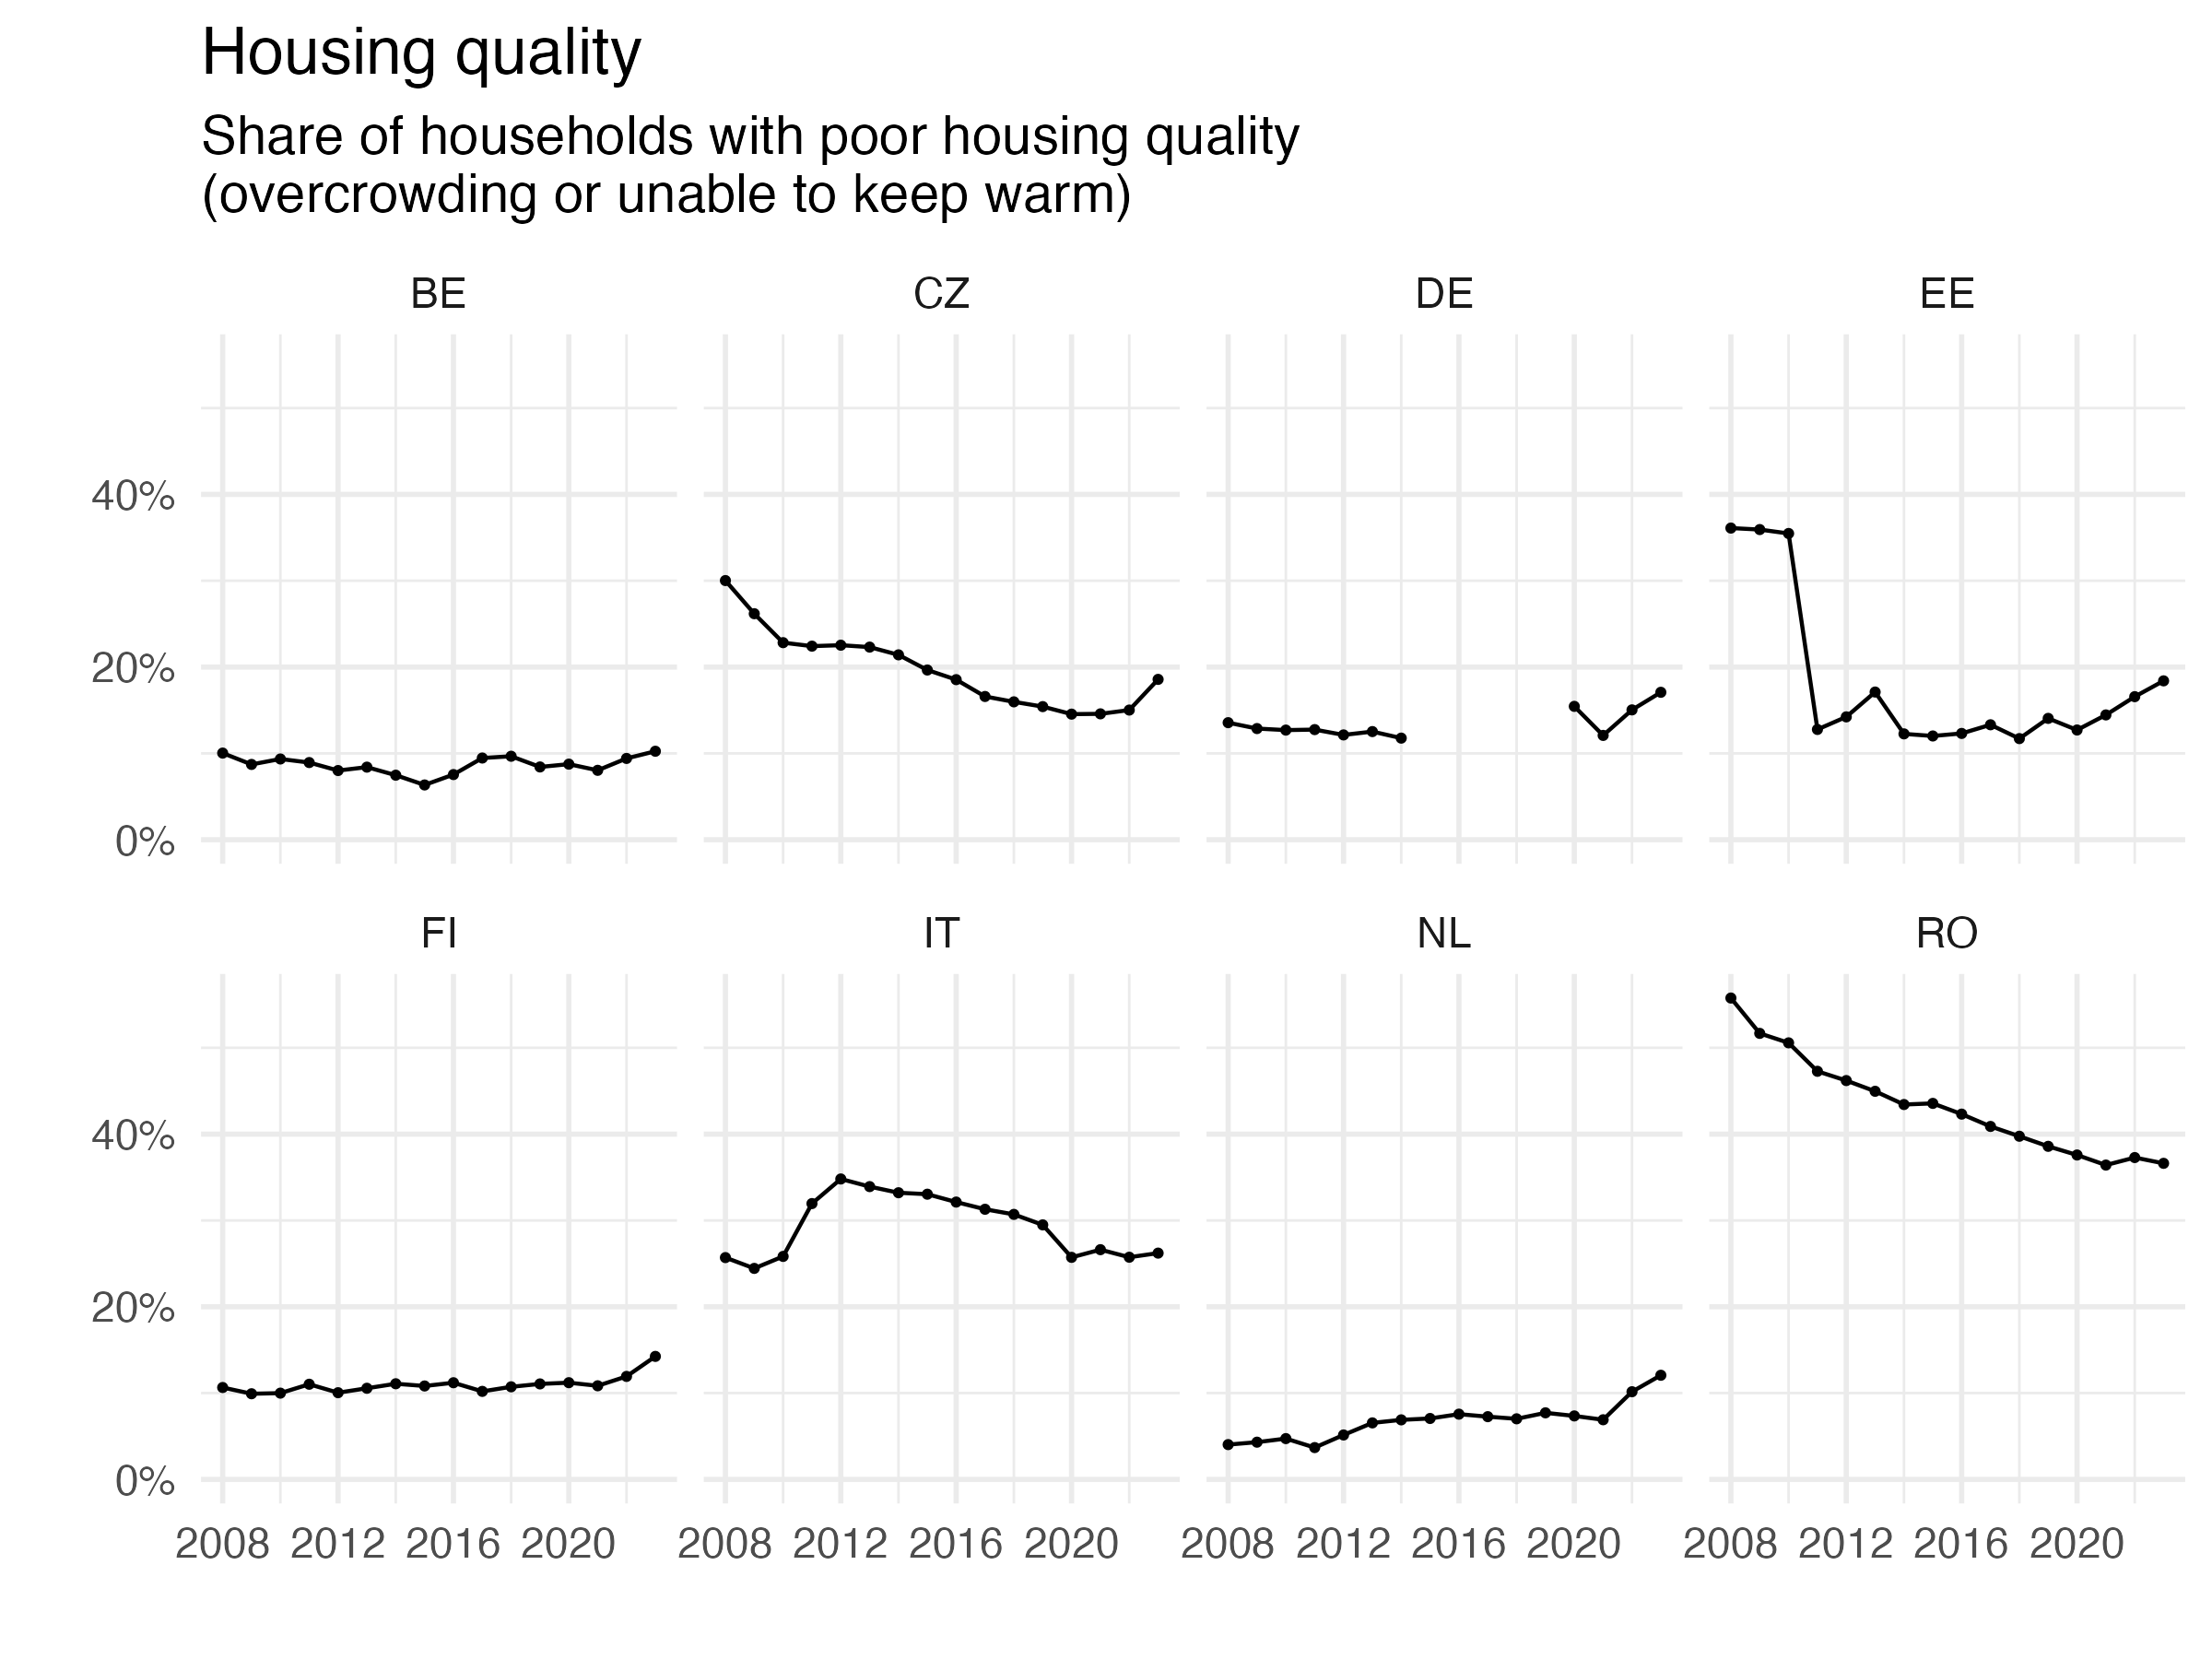 Housing quality
Share of households with poor housing quality
(overcrowding or unable to keep warm)
BE CZ DE EE
40%
20%
0%
FI IT NL RO
40%
20%
0%
2008 2012 2016 2020 2008 2012 2016 2020 2008 2012 2016 2020 2008 2012 2016 2020